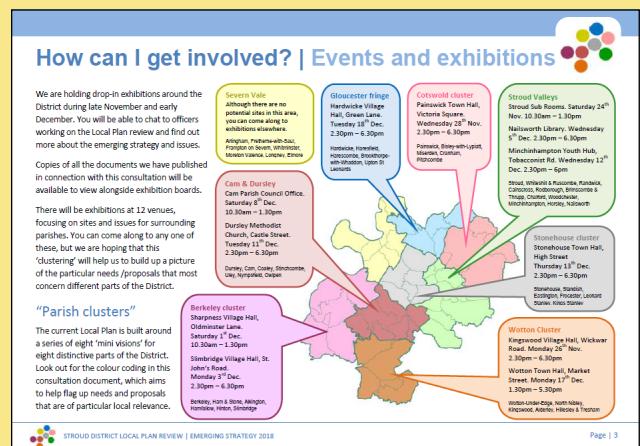 How can I get involved? | Events and exhibitions
We are holding drop-in exhibitions around the
District during late November and early
December. You will be able to chat to officers
working on the Local Plan review and find out
more about the emerging strategy and issues.
Copies of all the documents we have published
in connection with this consultation will be
available to view alongside exhibition boards.
There will be exhibitions at 12 venues,
focusing on sites and issues for surrounding
parishes. You can come along to any one of
these, but we are hoping that this
'clustering' will help us to build up a picture
of the particular needs /proposals that most
concern different parts of the District.
"Parish clusters"
The current Local Plan is built around
a series of eight 'mini visions' for
eight distinctive parts of the District.
Look out for the colour coding in this
consultation document, which aims
to help flag up needs and proposals
that are of particular local relevance.
Severn Vale
Although there are no
potential sites in this area,
you can come along to
exhibitions elsewhere.
Arlingham, Fretherne-with-Saul,
Frampton on Severn, Whitminster,
Moreton Valence, Longney, Elmore
Gloucester fringe
Hardwicke Village
Hall, Green Lane.
Tuesday 18th Dec.
2.30pm – 6.30pm
Hardwicke, Haresfield,
Harescombe, Brookthorpe-
with-Whaddon, Upton St
Leonards
Cotswold cluster
Painswick Town Hall,
Victoria Square.
Wednesday 28th Nov.
2.30pm – 6.30pm
Painswick, Bisley-with-Lypiatt,
Miserden, Cranham,
Pitchcombe
Stroud Valleys
Stroud Sub Rooms. Saturday 24th
Nov. 10.30am – 1.30pm
Nailsworth Library. Wednesday
5th Dec. 2.30pm – 6.30pm
Minchinhampton Youth Hub,
Tobacconist Rd. Wednesday 12th
Dec. 2.30pm – 6pm
Stroud, Whiteshill & Ruscombe, Randwick,
Cainscross, Rodborough, Brimscombe &
Thrupp, Chalford, Woodchester,
Minchinhampton, Horsley, Nailsworth
Cam & Dursley
Cam Parish Council Office.
Saturday 8th Dec.
10.30am – 1.30pm
Dursley Methodist
Church, Castle Street.
Tuesday 11th Dec.
2.30pm – 6.30pm
Dursley, Cam, Coaley, Stinchcombe,
Uley, Nympsfield, Owlpen
Stonehouse cluster
Stonehouse Town Hall,
High Street
Thursday 13th Dec.
2.30pm – 6.30pm
Stonehouse, Standish,
Eastington, Frocester, Leonard
Stanley, Kings Stanley
Berkeley cluster
Sharpness Village Hall,
Oldminster Lane.
Saturday 1st Dec.
10.30am – 1.30pm
Slimbridge Village Hall, St.
John's Road.
Monday 3rd Dec.
2.30pm – 6.30pm
Berkeley, Ham & Stone, Alkington,
Hamfallow, Hinton, Slimbridge
Wotton Cluster
Kingswood Village Hall, Wickwar
Road. Monday 26th Nov.
2.30pm – 6.30pm
Wotton Town Hall, Market
Street. Monday 17th Dec.
1.30pm – 5.30pm
Wotton-Under-Edge, North Nibley,
Kingswood, Alderley, Hillesley & Tresham
STROUD DISTRICT LOCAL PLAN REVIEW | EMERGING STRATEGY 2018
Page | 3